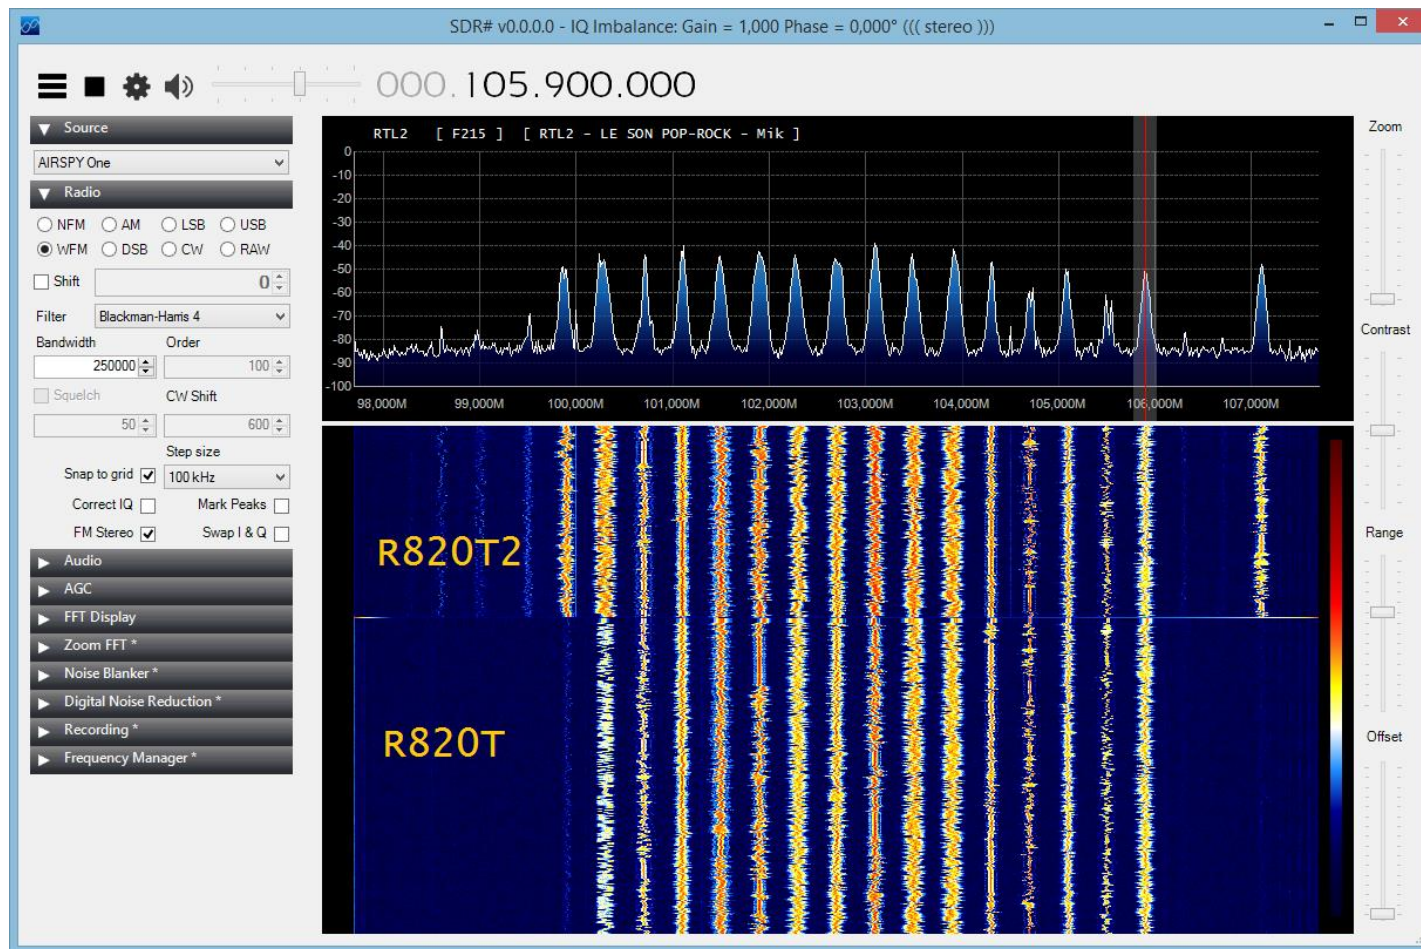 SDR# v0.0.0.0 - IQ Imbalance: Gain = 1,000 Phase = 0,000° ((( stereo )))
000.105.900.000
Source
AIRSPY One
Radio
NFM AM LSB USB
WFM DSB CW RAW
Shift 0
Filter Blackman-Harris 4
Bandwidth Order
250000 100
Squelch CW Shift
50 600
Step size
Snap to grid 100 kHz
Correct IQ Mark Peaks
FM Stereo Swap I & Q
Audio
AGC
FFT Display
Zoom FFT *
Noise Blanker *
Digital Noise Reduction *
Recording *
Frequency Manager *
RTL2 [ F215 ] [ RTL2 - LE SON POP-ROCK - Mik ]
0
-10
-20
-30
-40
-50
-60
-70
-80
-90
-100
98,000M 99,000M 100,000M 101,000M 102,000M 103,000M 104,000M 105,000M 106,000M 107,000M
R820T2
R820T
Zoom
Contrast
Range
Offset